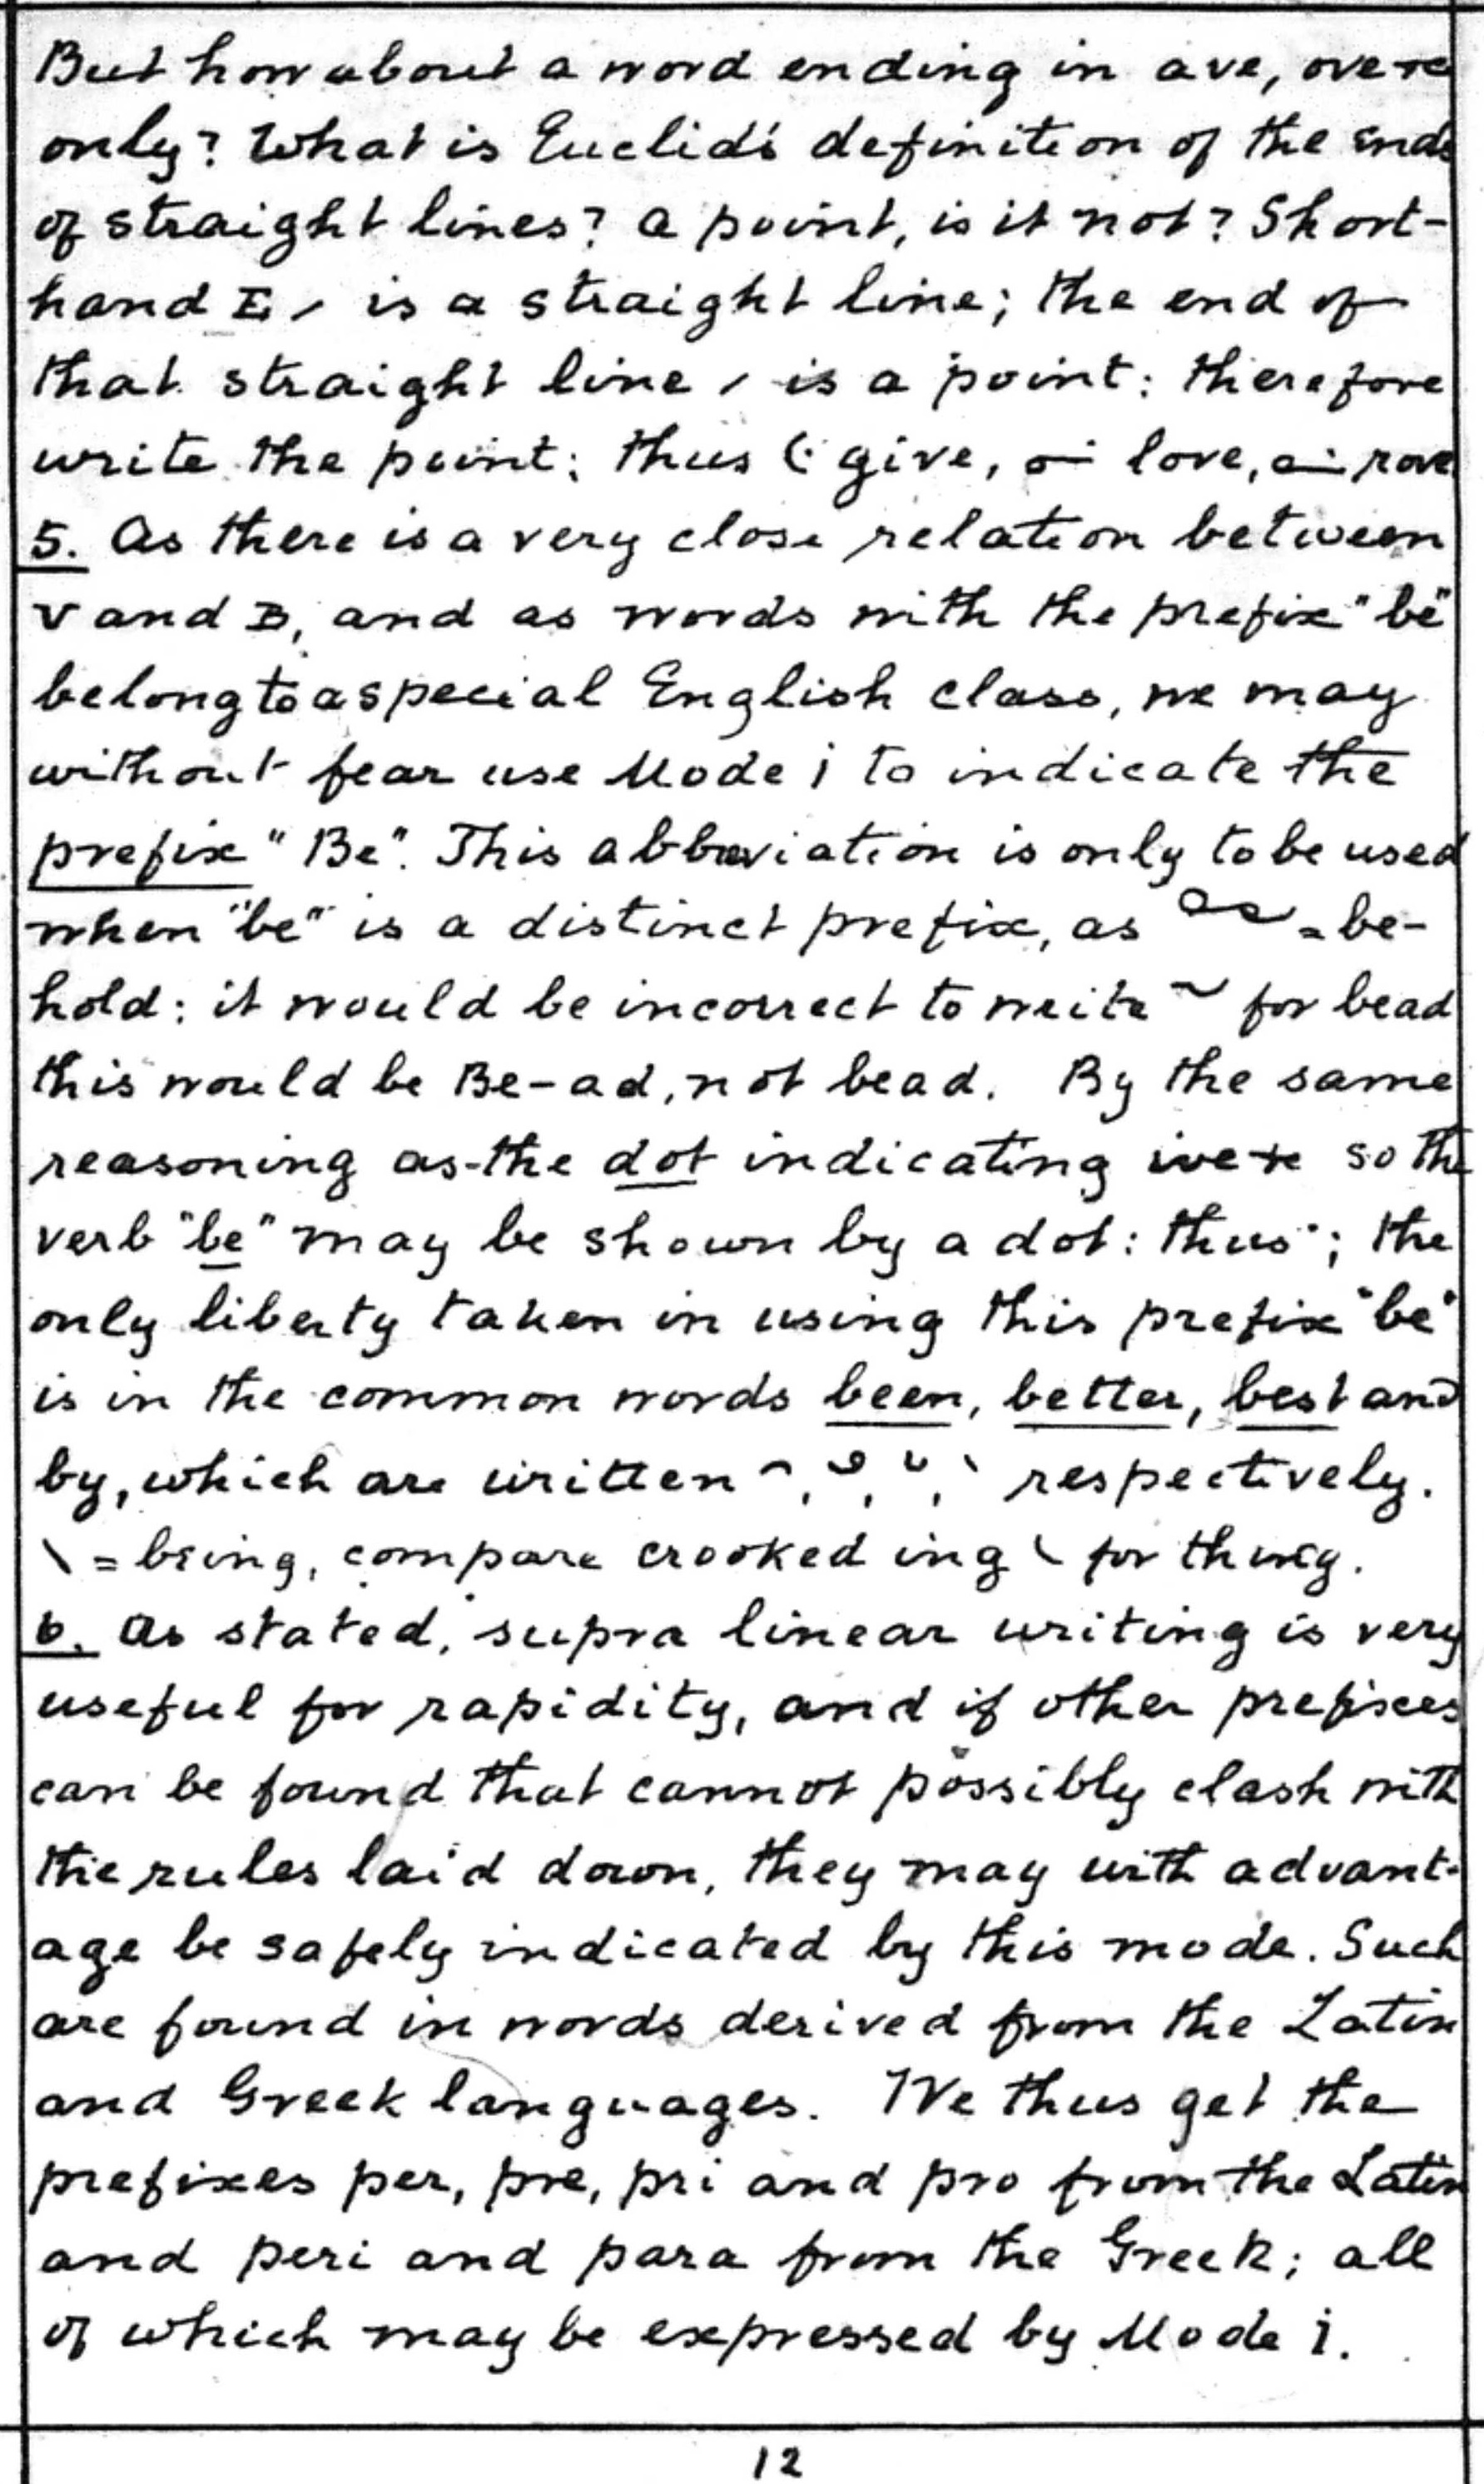 But how about a word ending in ave, ove &c
only? What is Euclid's definition of the ends
of straight lines? a point, is it not? Short-
hand E, is a straight line; the end of
that straight line, is a point: therefore
write the point: thus give, love, rove
5. As there is a very close relation between
V and B, and as words with the prefix "be"
belong to a special English class, we may
without fear use Mode i to indicate the
prefix "Be". This abbreviation is only to be used
when "be" is a distinct prefix, as = be-
hold: it would be incorrect to write for bead
this would be Be-ad, not bead. By the same
reasoning as the dot indicating ive &c so the
verb "be" may be shown by a dot: thus ·; the
only liberty taken in using this prefix "be"
is in the common words been, better, best and
by, which are written , , , respectively.
\ = being, compare crooked ing for thing.
6. As stated, supra linear writing is very
useful for rapidity, and if other prefixes
can be found that cannot possibly clash with
the rules laid down, they may with advant-
age be safely indicated by this mode. Such
are found in words derived from the Latin
and Greek languages. We thus get the
prefixes per, pre, pri and pro from the Latin
and peri and para from the Greek; all
of which may be expressed by Mode i.
12